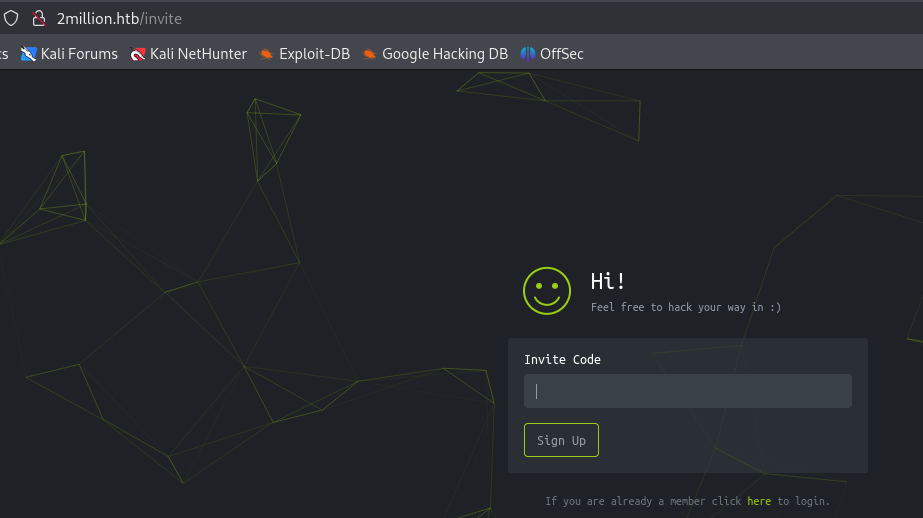 2million.htb/invite
Kali Forums Kali NetHunter Exploit-DB Google Hacking DB OffSec
Hi!
Feel free to hack your way in :)
Invite Code
Sign Up
If you are already a member click here to login.